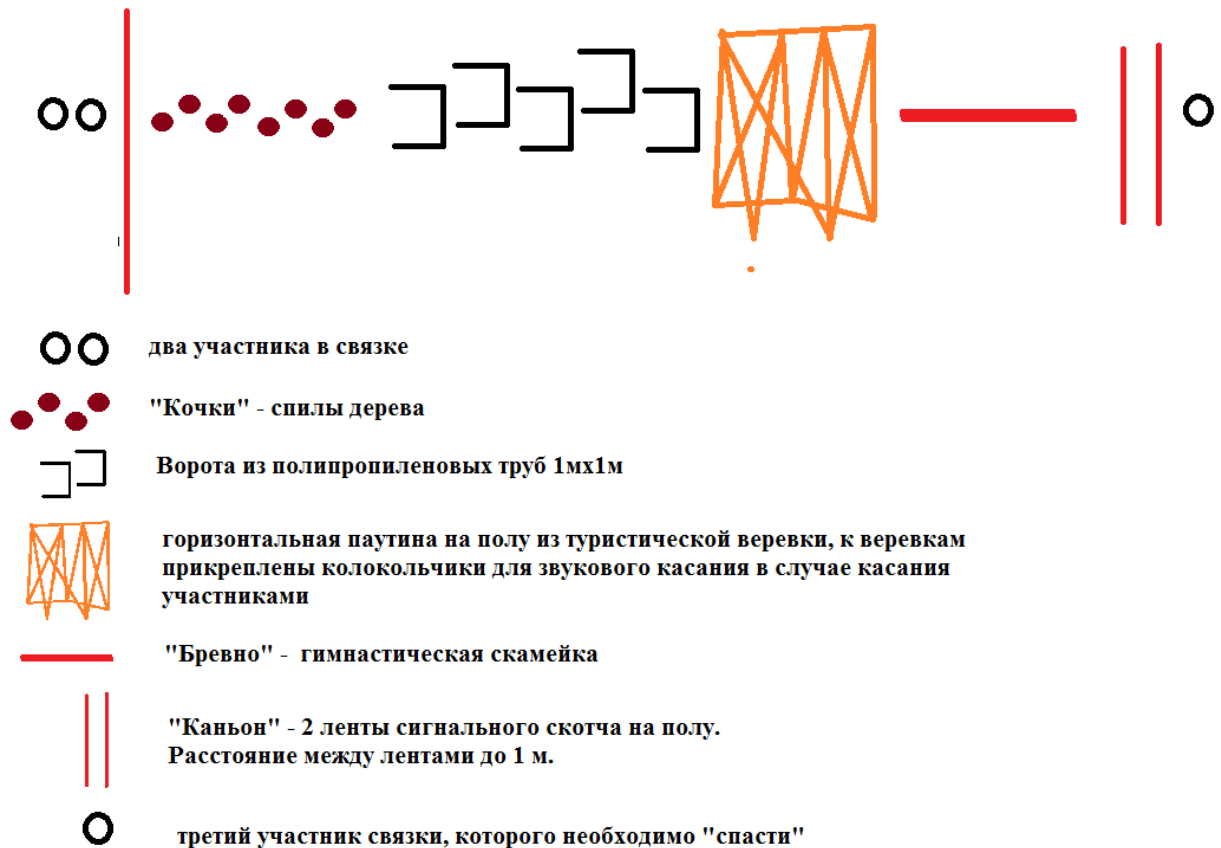 два участника в связке
"Кочки" - спилы дерева
Ворота из полипропиленовых труб 1мх1м
горизонтальная паутина на полу из туристической веревки, к веревкам
прикреплены колокольчики для звукового касания в случае касания
участниками
"Бревно" - гимнастическая скамейка
"Каньон" - 2 ленты сигнального скотча на полу.
Расстояние между лентами до 1 м.
третий участник связки, которого необходимо "спасти"